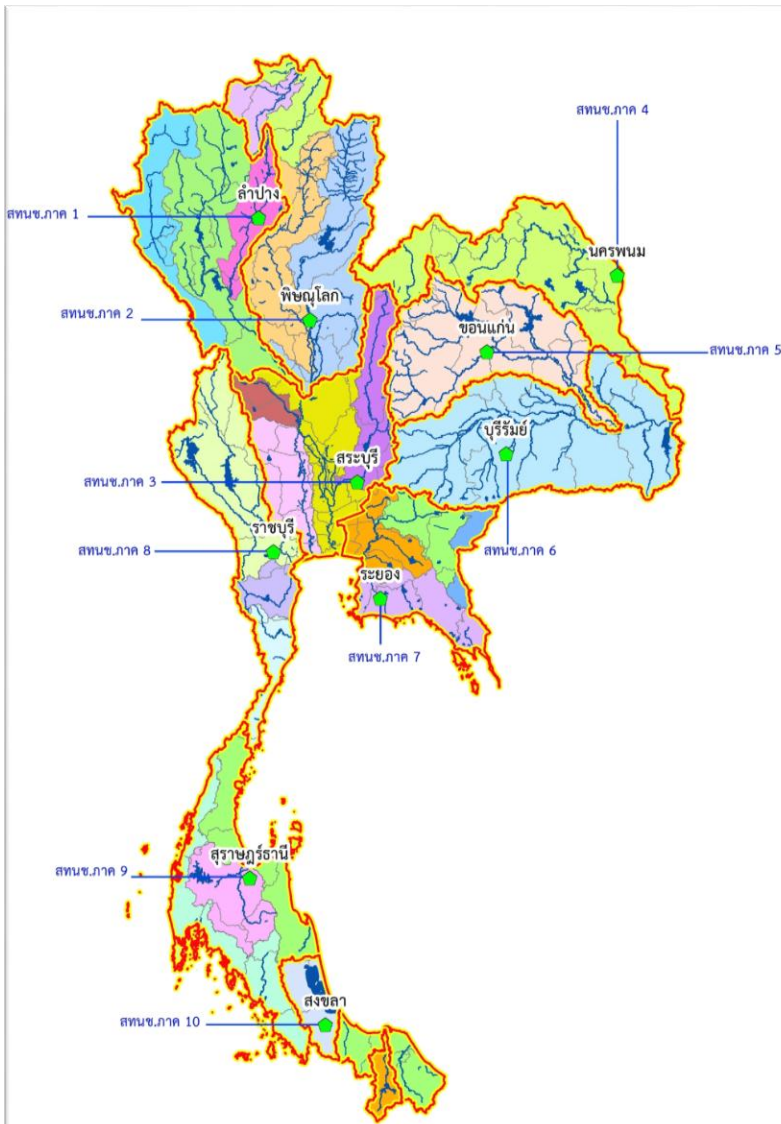 สทนช.ภาค 4
ลำปาง
สทนช.ภาค 1
นครพนม
พิษณุโลก
สทนช.ภาค 2
ขอนแก่น
สทนช.ภาค 5
บุรีรัมย์
สระบุรี
สทนช.ภาค 3
ราชบุรี
สทนช.ภาค 8
สทนช.ภาค 6
ระยอง
สทนช.ภาค 7
สุราษฎร์ธานี
สทนช.ภาค 9
สงขลา
สทนช.ภาค 10